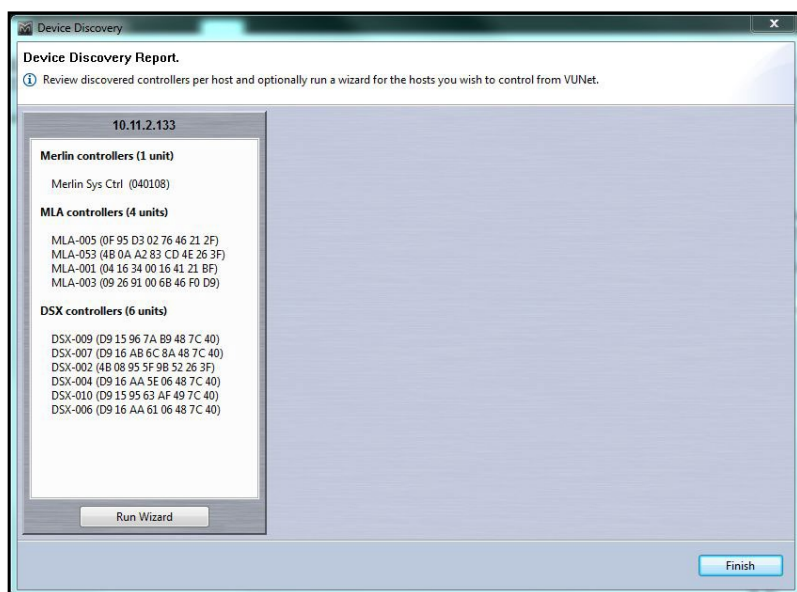 Device Discovery
x
Device Discovery Report.
Review discovered controllers per host and optionally run a wizard for the hosts you wish to control from VUNet.
10.11.2.133
Merlin controllers (1 unit)
Merlin Sys Ctrl (040108)
MLA controllers (4 units)
MLA-005 (0F 95 D3 02 76 46 21 2F)
MLA-053 (4B 0A A2 83 CD 4E 26 3F)
MLA-001 (04 16 34 00 16 41 21 BF)
MLA-003 (09 26 91 00 6B 46 F0 D9)
DSX controllers (6 units)
DSX-009 (D9 15 96 7A B9 48 7C 40)
DSX-007 (D9 16 AB 6C 8A 48 7C 40)
DSX-002 (4B 08 95 5F 9B 52 26 3F)
DSX-004 (D9 16 AA 5E 06 48 7C 40)
DSX-010 (D9 15 95 63 AF 49 7C 40)
DSX-006 (D9 16 AA 61 06 48 7C 40)
Run Wizard
Finish